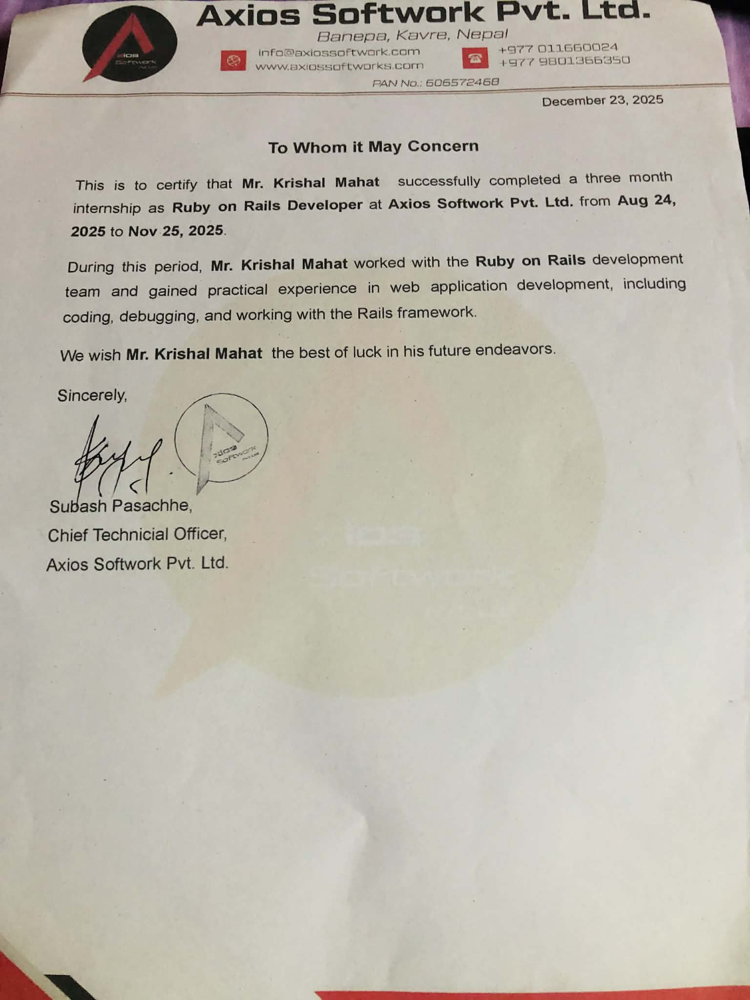 Axios Softwork Pvt. Ltd.
Banepa, Kavre, Nepal
info@axiossoftwork.com
www.axiossoftworks.com
+977 011660024
+977 9801366350
PAN No.: 606572468
xios
Softwork
December 23, 2025
To Whom it May Concern
This is to certify that Mr. Krishal Mahat successfully completed a three month
internship as Ruby on Rails Developer at Axios Softwork Pvt. Ltd. from Aug 24,
2025 to Nov 25, 2025.
During this period, Mr. Krishal Mahat worked with the Ruby on Rails development
team and gained practical experience in web application development, including
coding, debugging, and working with the Rails framework.
We wish Mr. Krishal Mahat the best of luck in his future endeavors.
Sincerely,
xios
Softwork
Pvt Ltd
Subash Pasachhe,
Chief Technicial Officer,
Axios Softwork Pvt. Ltd.